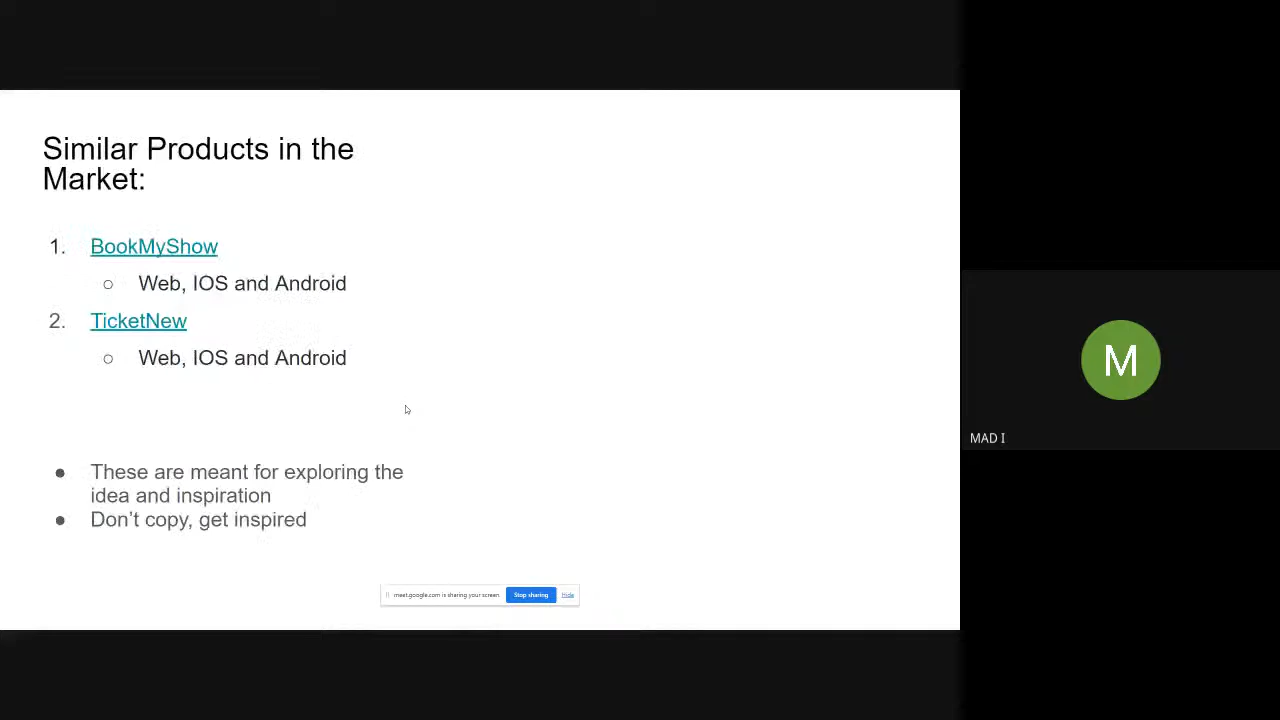 Similar Products in the
Market:
1. BookMyShow
○ Web, IOS and Android
2. TicketNew
○ Web, IOS and Android
● These are meant for exploring the
idea and inspiration
● Don’t copy, get inspired
meet.google.com is sharing your screen. Stop sharing Hide
M
MAD I